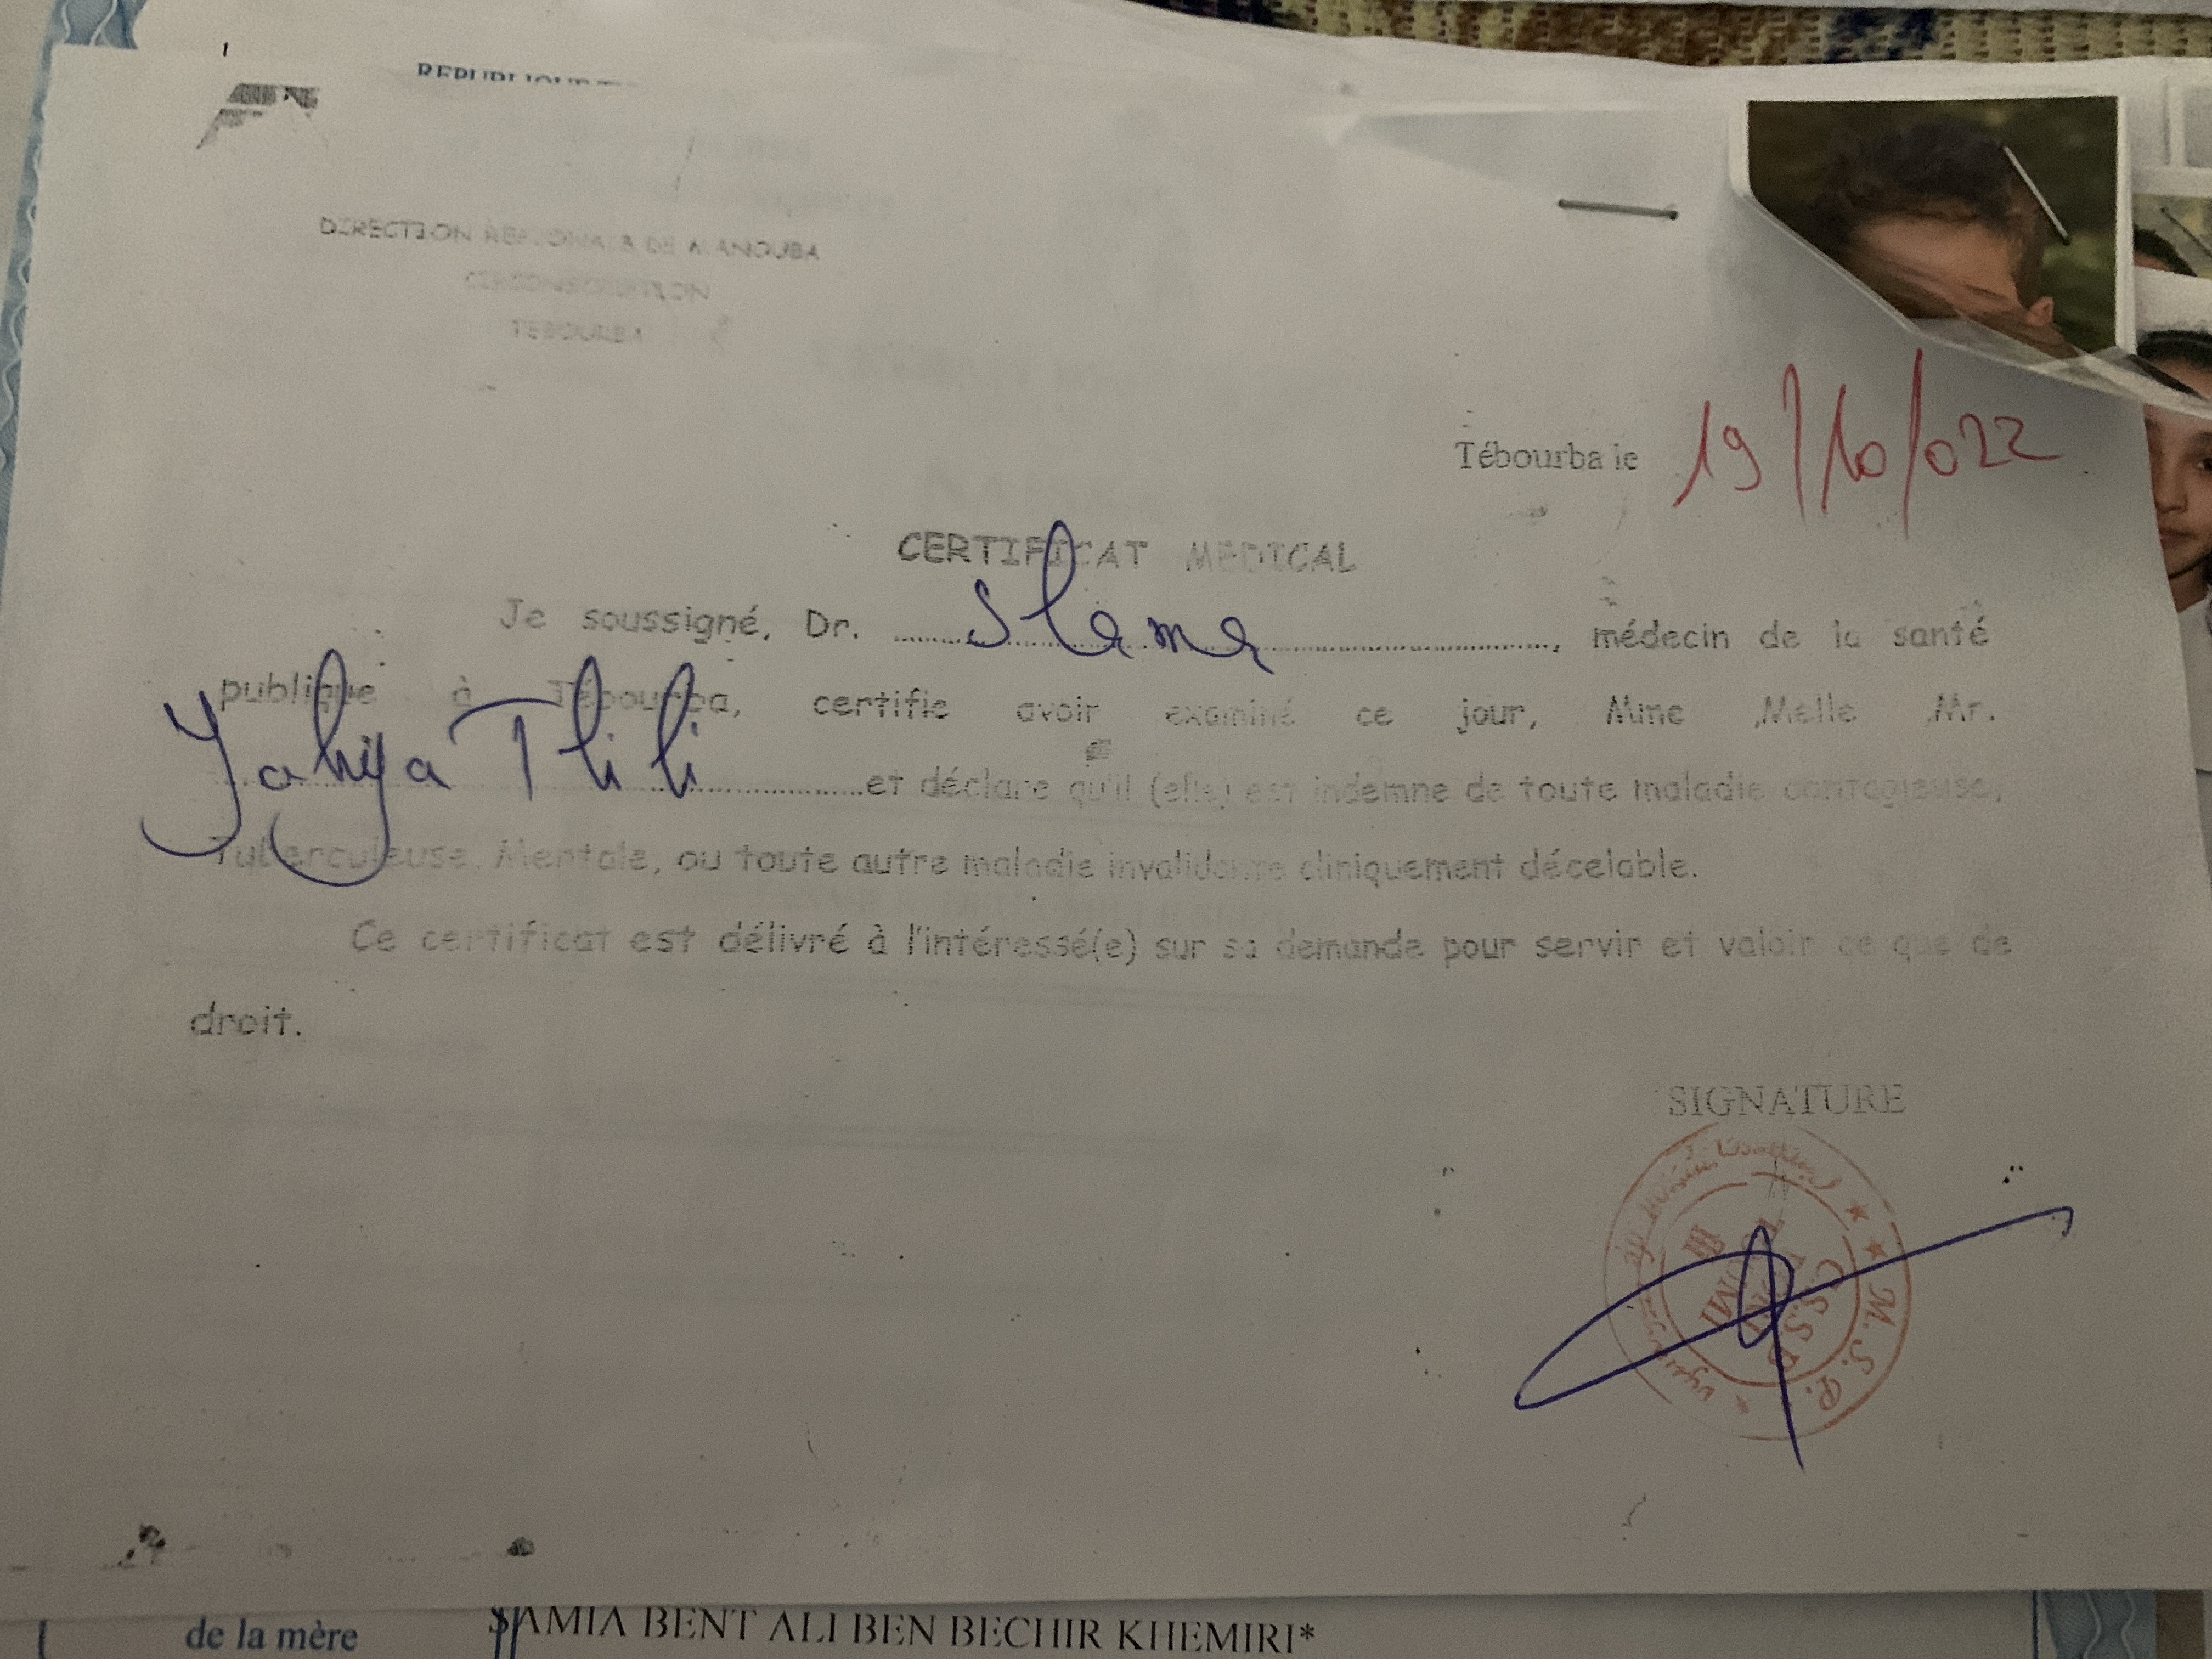 DIRECTION REGIONALE DE MANOUBA
CIRCONSCRIPTION
TEBOURBA
Tébourba le 19/10/022
CERTIFICAT MEDICAL
Je soussigné, Dr. Slama, médecin de la santé
publique à Tébourba, certifie avoir examiné ce jour, Mme Melle Mr.
Yahya Tlili et déclare qu'il (elle) est indemne de toute maladie contagieuse,
Tuberculeuse, Mentale, ou toute autre maladie invalidante cliniquement décelable.
Ce certificat est délivré à l'intéressé(e) sur sa demande pour servir et valoir ce que de
droit.
SIGNATURE
M.S.P.
de la mère SAMIA BENT ALI BEN BECHIR KHEMIRI*